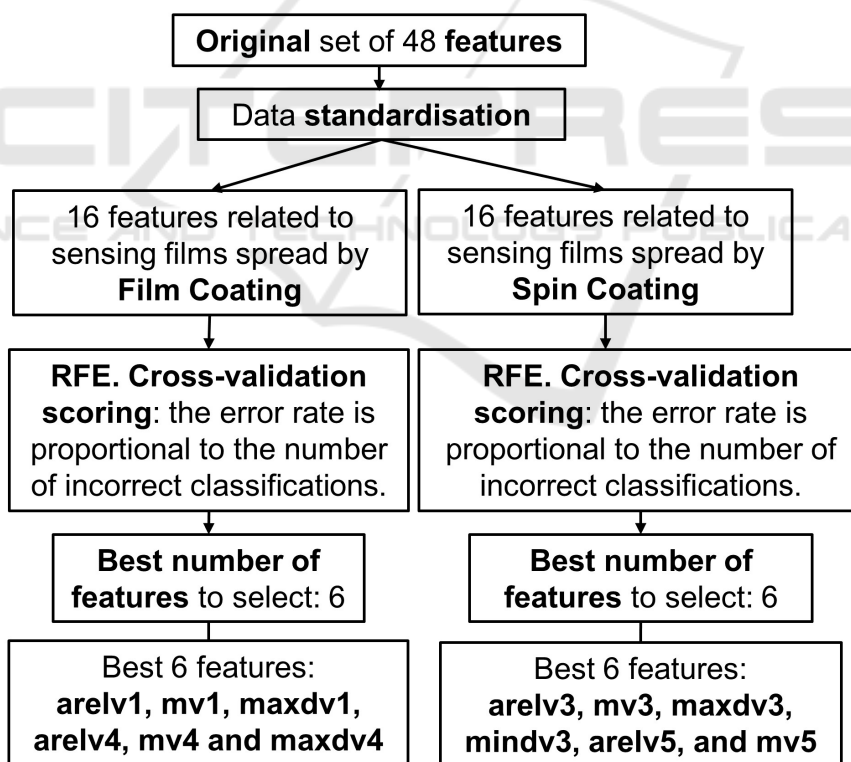 Original set of 48 features
Data standardisation
16 features related to
sensing films spread by
Film Coating
16 features related to
sensing films spread by
Spin Coating
RFE. Cross-validation
scoring: the error rate is
proportional to the number
of incorrect classifications.
RFE. Cross-validation
scoring: the error rate is
proportional to the number of
incorrect classifications.
Best number of
features to select: 6
Best number of
features to select: 6
Best 6 features:
arelv1, mv1, maxdv1,
arelv4, mv4 and maxdv4
Best 6 features:
arelv3, mv3, maxdv3,
mindv3, arelv5, and mv5